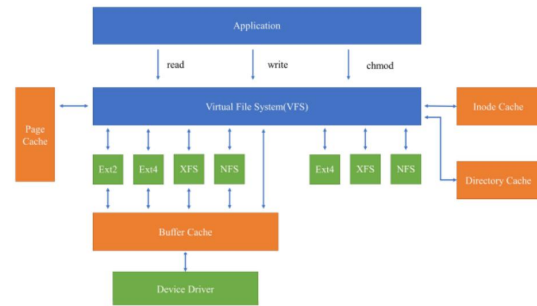 Application
read
write
chmod
Page
Cache
Virtual File System(VFS)
Inode Cache
Ext2
Ext4
XFS
NFS
Ext4
XFS
NFS
Directory Cache
Buffer Cache
Device Driver